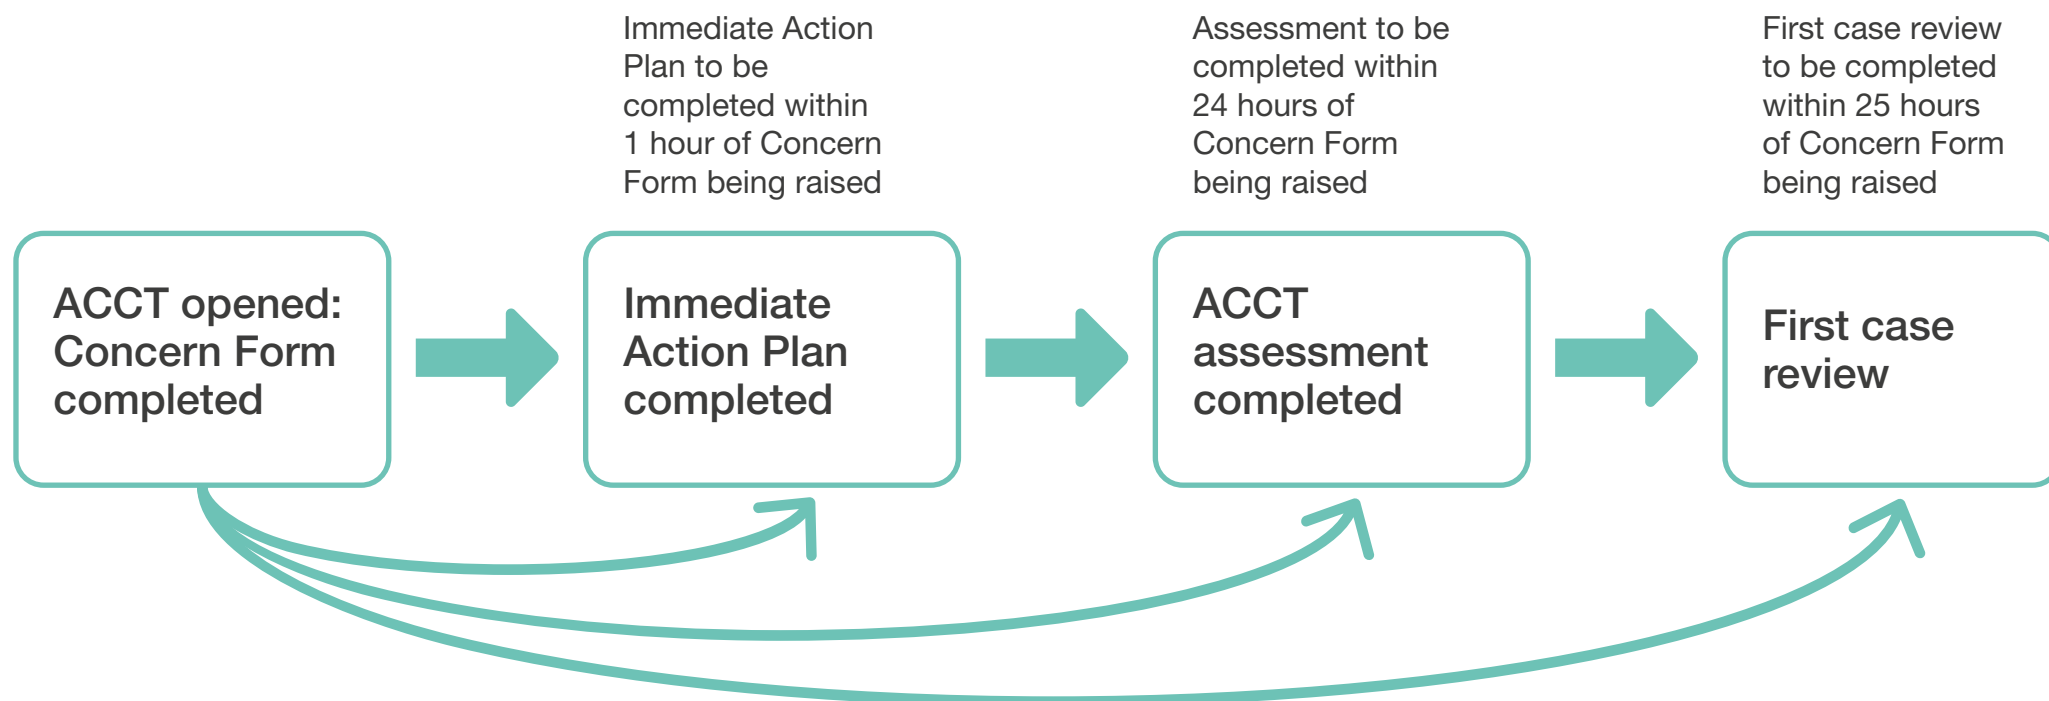 Immediate Action
Plan to be
completed within
1 hour of Concern
Form being raised
Assessment to be
completed within
24 hours of
Concern Form
being raised
First case review
to be completed
within 25 hours
of Concern Form
being raised
ACCT opened:
Concern Form
completed
Immediate
Action Plan
completed
ACCT
assessment
completed
First case
review